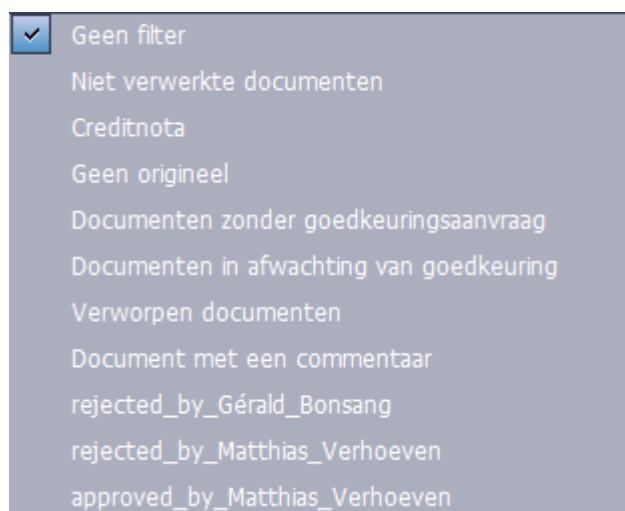 Geen filter
Niet verwerkte documenten
Creditnota
Geen origineel
Documenten zonder goedkeuringsaanvraag
Documenten in afwachting van goedkeuring
Verworpen documenten
Document met een commentaar
rejected_by_Gérald_Bonsang
rejected_by_Matthias_Verhoeven
approved_by_Matthias_Verhoeven